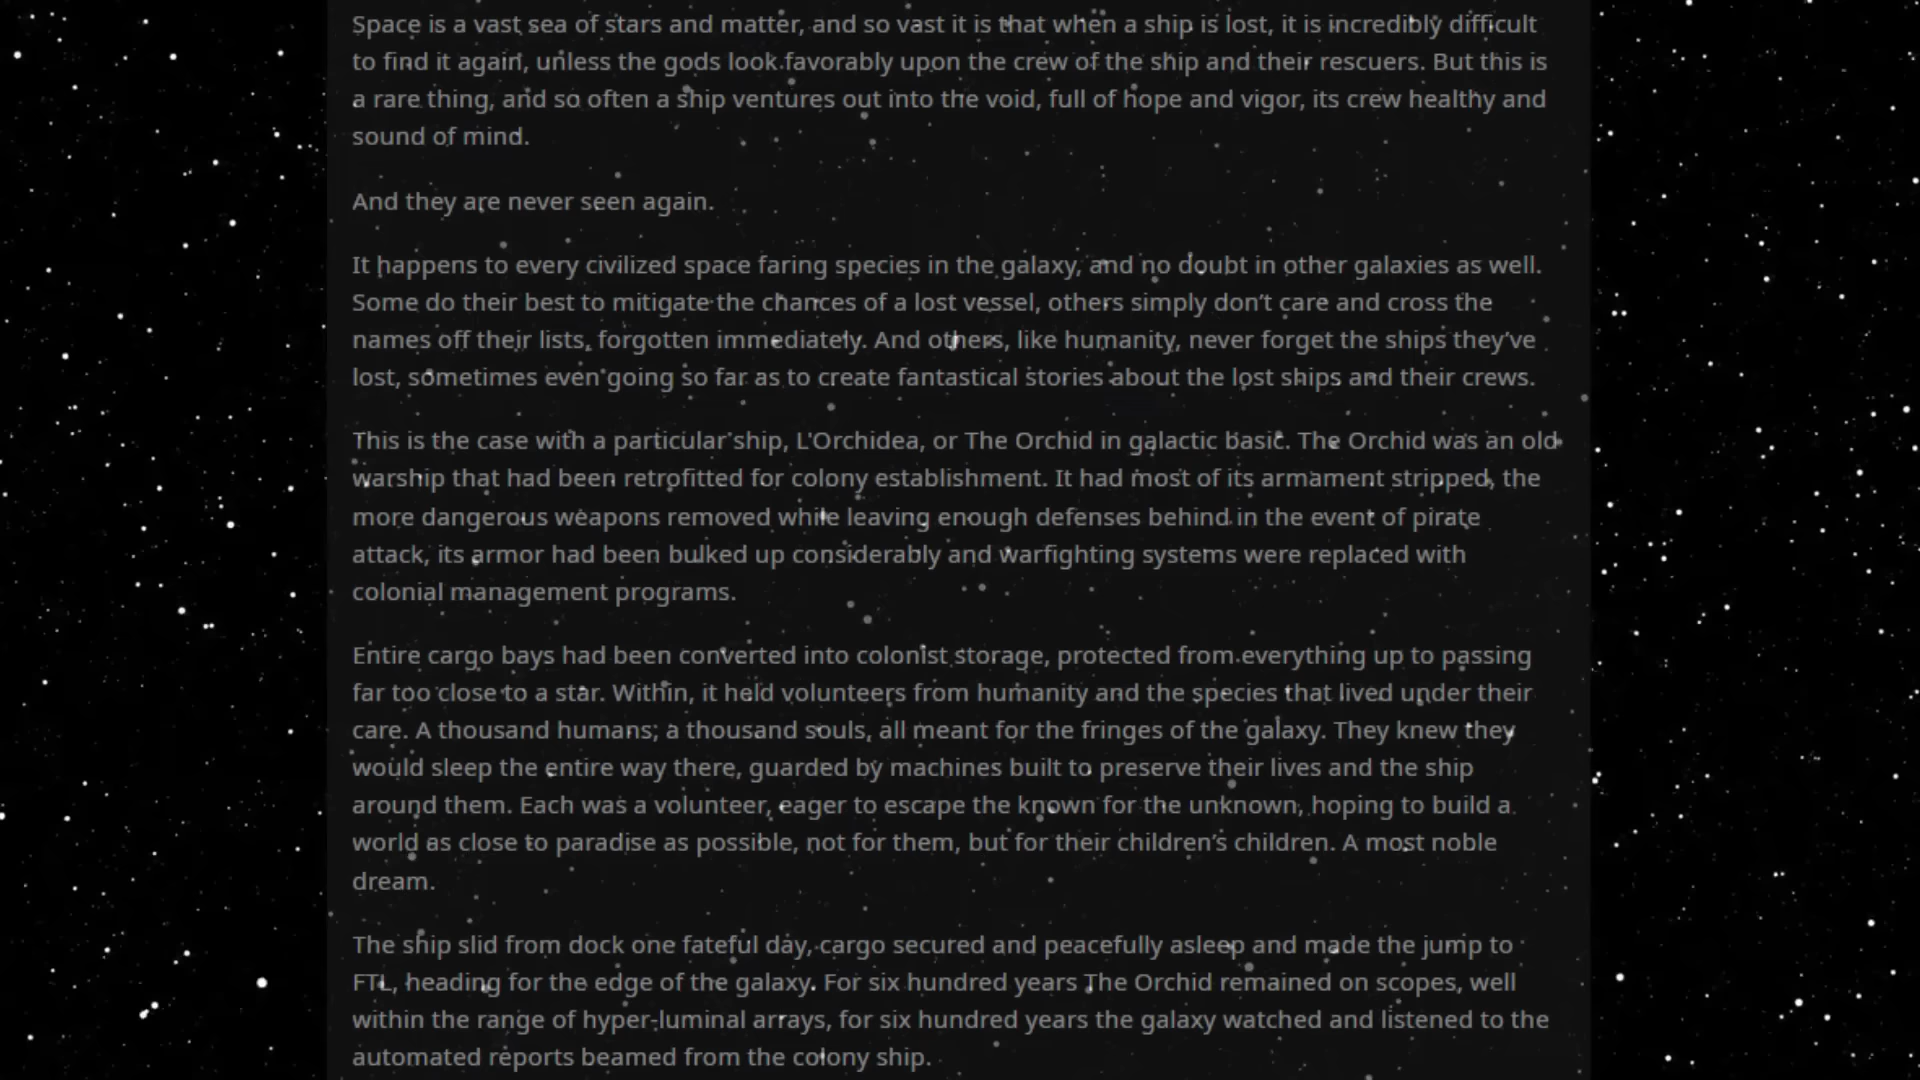 Space is a vast sea of stars and matter, and so vast it is that when a ship is lost, it is incredibly difficult
to find it again, unless the gods look favorably upon the crew of the ship and their rescuers. But this is
a rare thing, and so often a ship ventures out into the void, full of hope and vigor, its crew healthy and
sound of mind.
And they are never seen again.
It happens to every civilized space faring species in the galaxy, and no doubt in other galaxies as well.
Some do their best to mitigate the chances of a lost vessel, others simply don’t care and cross the
names off their lists, forgotten immediately. And others, like humanity, never forget the ships they’ve
lost, sometimes even going so far as to create fantastical stories about the lost ships and their crews.
This is the case with a particular ship, L'Orchidea, or The Orchid in galactic basic. The Orchid was an old
warship that had been retrofitted for colony establishment. It had most of its armament stripped, the
more dangerous weapons removed while leaving enough defenses behind in the event of pirate
attack, its armor had been bulked up considerably and warfighting systems were replaced with
colonial management programs.
Entire cargo bays had been converted into colonist storage, protected from everything up to passing
far too close to a star. Within, it held volunteers from humanity and the species that lived under their
care. A thousand humans; a thousand souls, all meant for the fringes of the galaxy. They knew they
would sleep the entire way there, guarded by machines built to preserve their lives and the ship
around them. Each was a volunteer, eager to escape the known for the unknown, hoping to build a
world as close to paradise as possible, not for them, but for their children’s children. A most noble
dream.
The ship slid from dock one fateful day, cargo secured and peacefully asleep and made the jump to
FTL, heading for the edge of the galaxy. For six hundred years The Orchid remained on scopes, well
within the range of hyper-luminal arrays, for six hundred years the galaxy watched and listened to the
automated reports beamed from the colony ship.